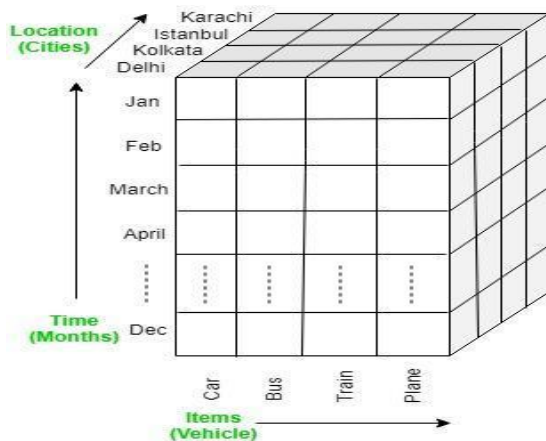 Location
(Cities)
Karachi
Istanbul
Kolkata
Delhi
Jan
Feb
March
April
Dec
Time
(Months)
Car
Bus
Train
Plane
Items
(Vehicle)